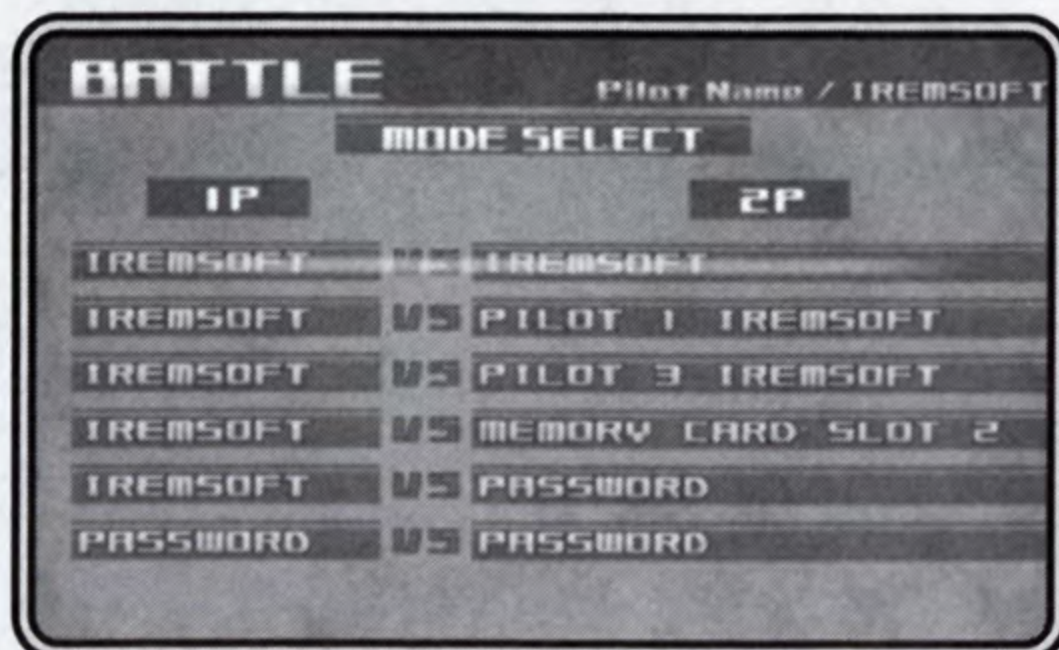 BATTLE
Pilot Name / IREMSOFT
MODE SELECT
1P 2P
IREMSOFT VS IREMSOFT
IREMSOFT VS PILOT 1 IREMSOFT
IREMSOFT VS PILOT 3 IREMSOFT
IREMSOFT VS MEMORY CARD SLOT 2
IREMSOFT VS PASSWORD
PASSWORD VS PASSWORD